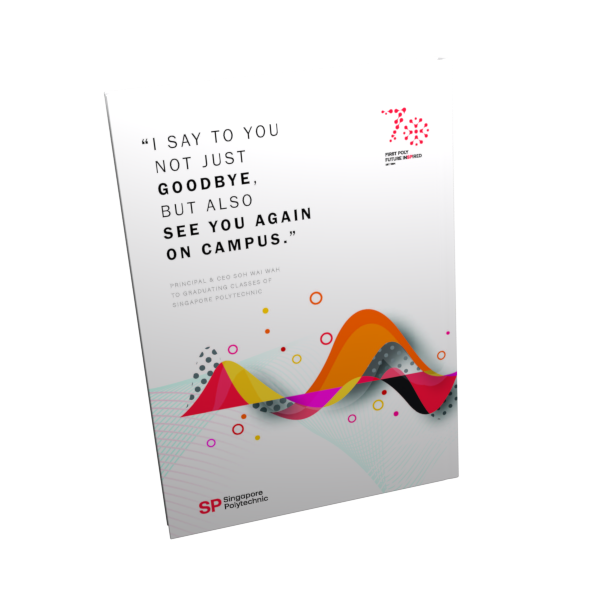 “I SAY TO YOU
NOT JUST
GOODBYE,
BUT ALSO
SEE YOU AGAIN
ON CAMPUS.”
PRINCIPAL & CEO SOH WAI WAH
TO GRADUATING CLASSES OF
SINGAPORE POLYTECHNIC
70
FIRST POLY
FUTURE INSPIRED
SP Singapore
Polytechnic